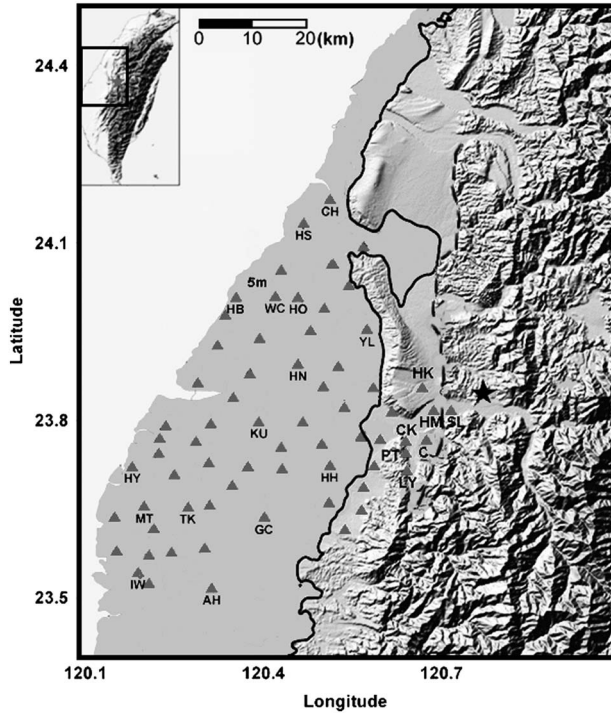 0 10 20 (km)
24.4
24.1
23.8
23.5
Latitude
CH
HS
5m
HB WC HO
YL
HN
HK
KU
CK HM SL
PT C
LY
HY
HH
MT TK
GC
IW
AH
120.1 120.4 120.7
Longitude